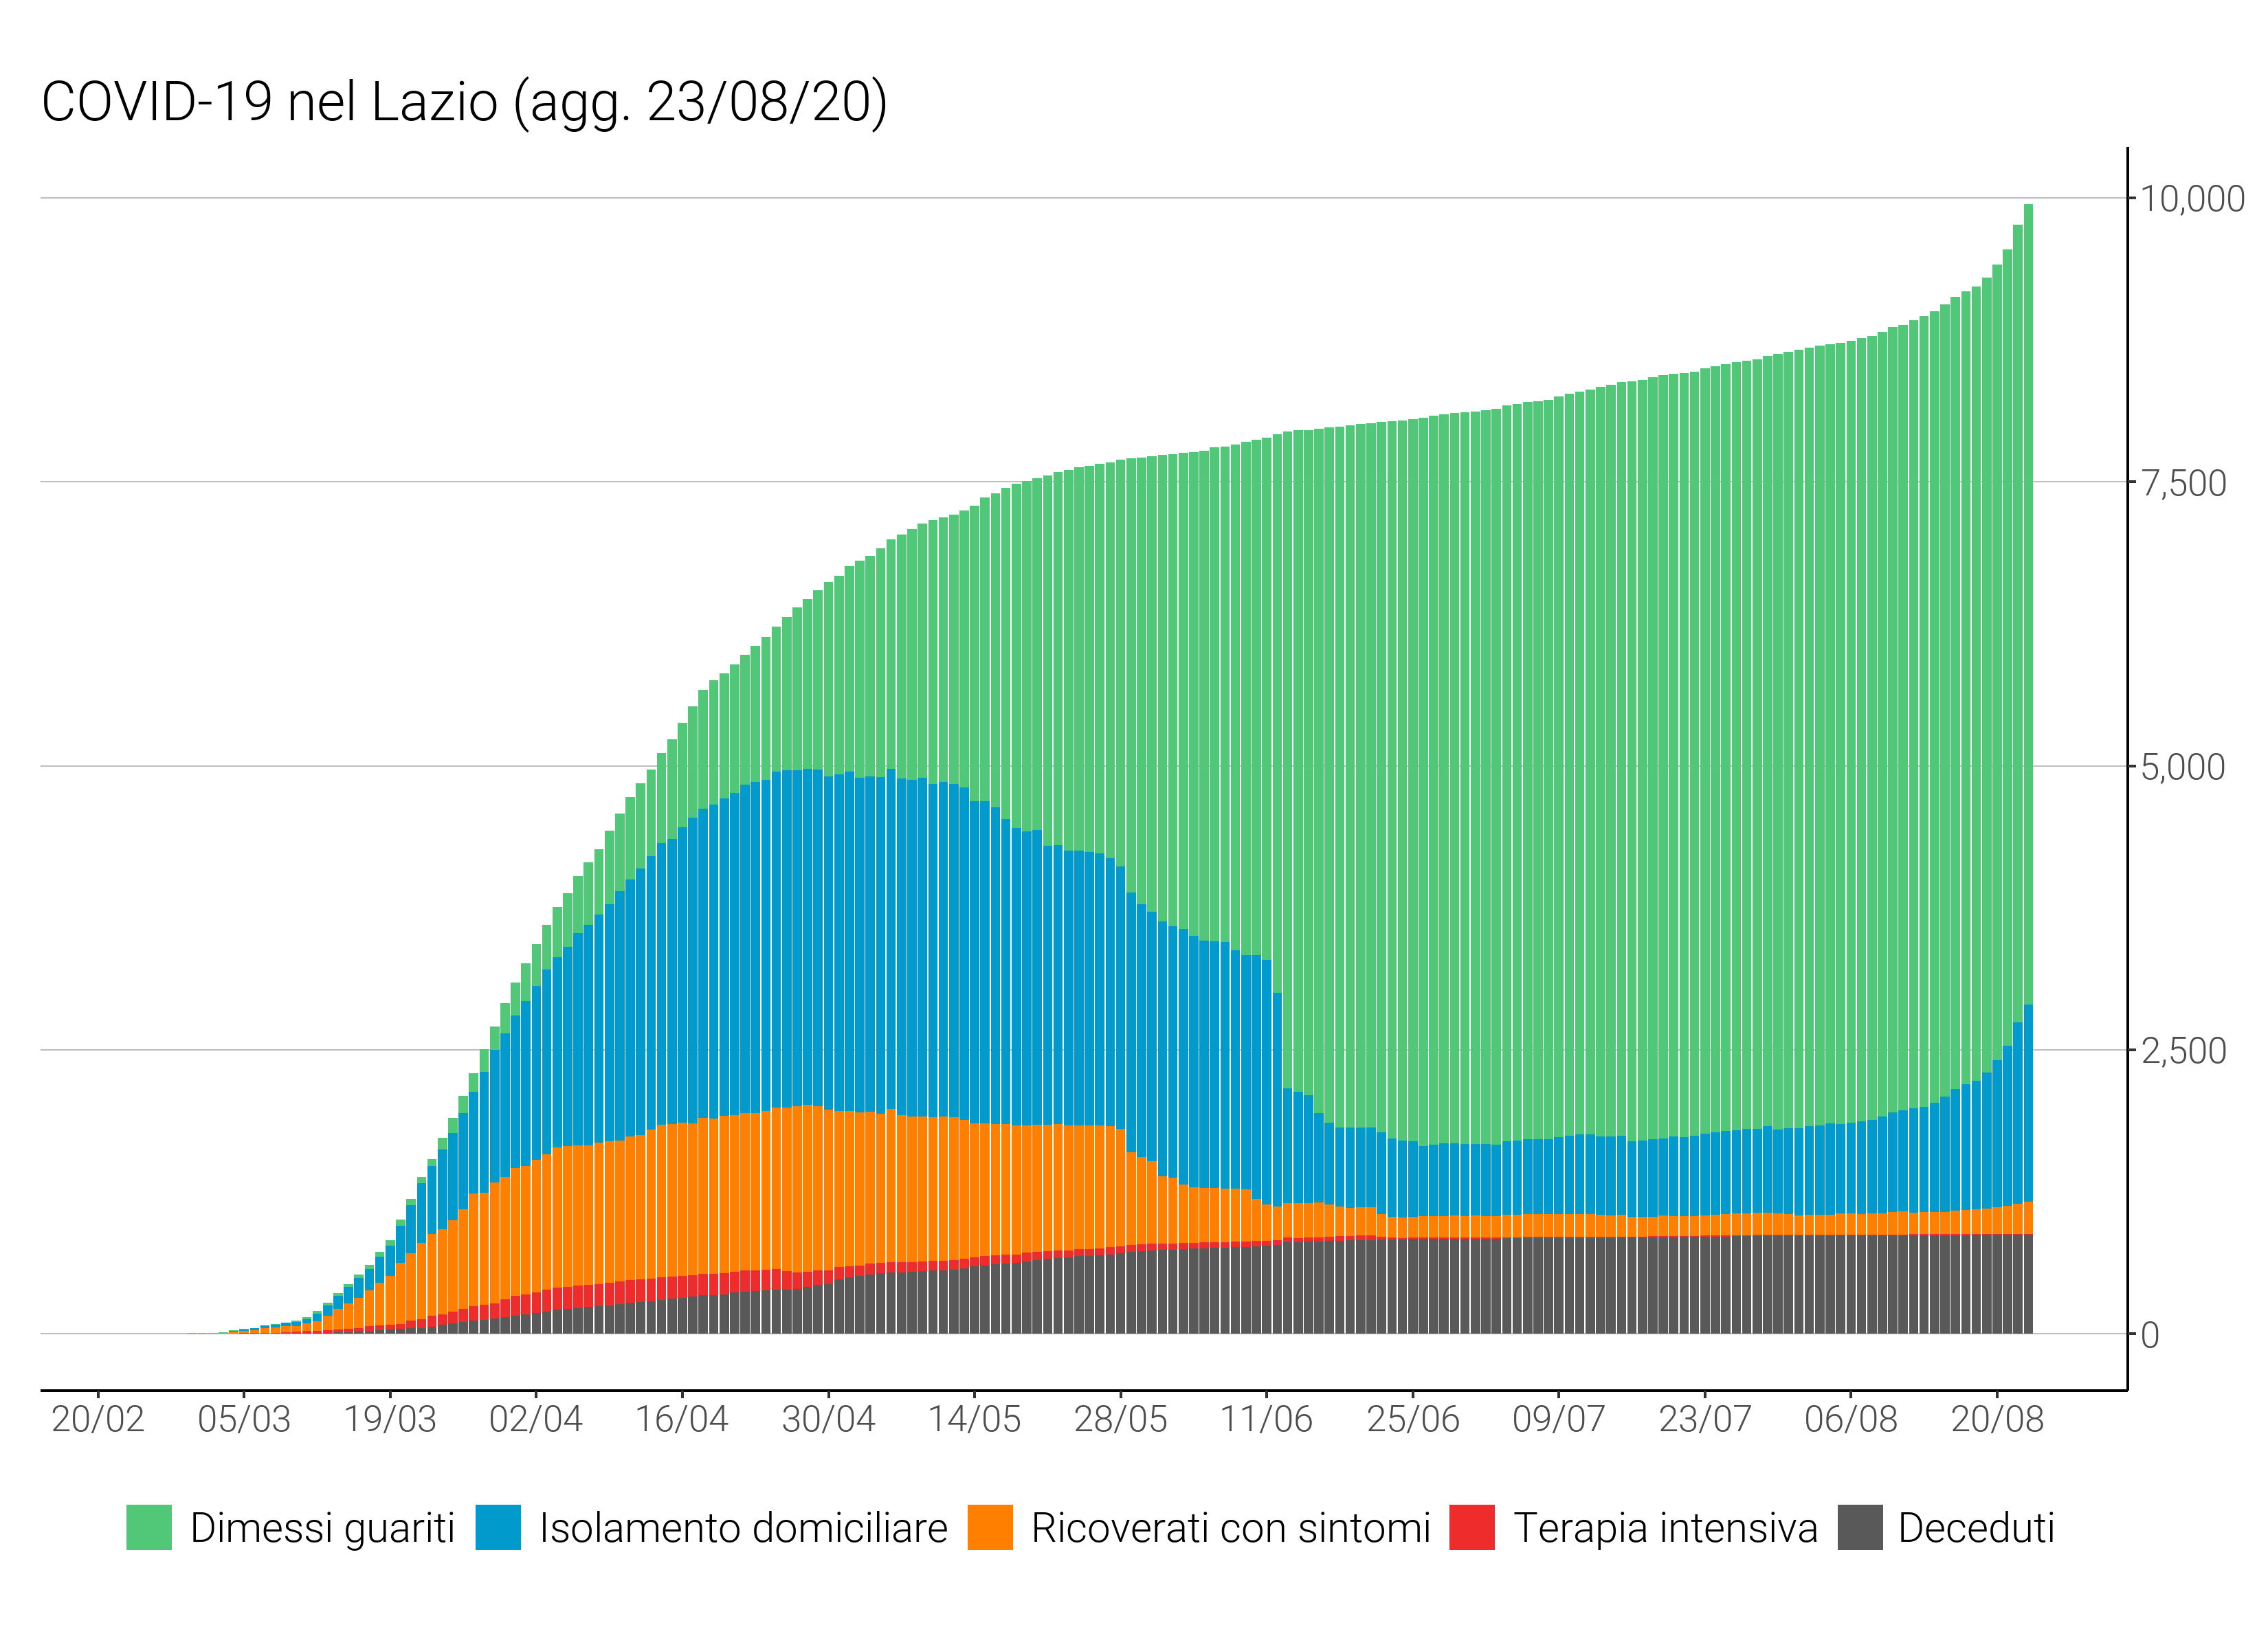 COVID-19 nel Lazio (agg. 23/08/20)
10,000
7,500
5,000
2,500
0
20/02 05/03 19/03 02/04 16/04 30/04 14/05 28/05 11/06 25/06 09/07 23/07 06/08 20/08
Dimessi guariti Isolamento domiciliare Ricoverati con sintomi Terapia intensiva Deceduti